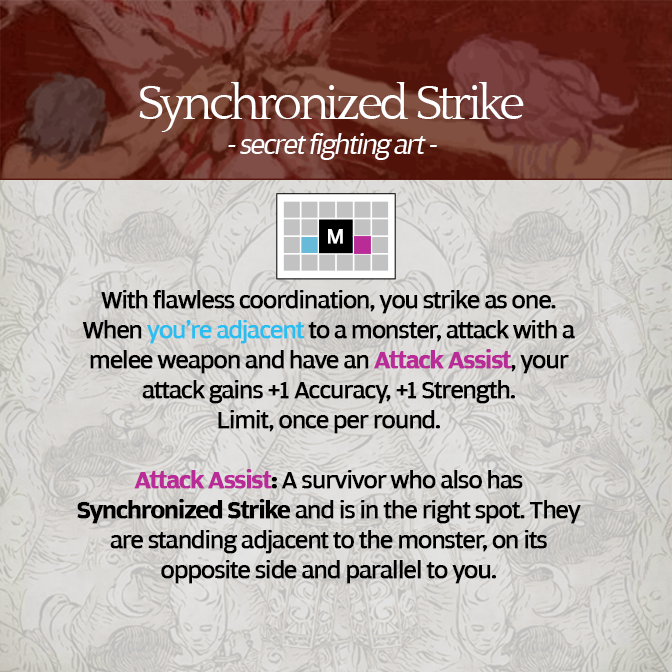 Synchronized Strike
- secret fighting art -
M
With flawless coordination, you strike as one.
When you're adjacent to a monster, attack with a
melee weapon and have an Attack Assist, your
attack gains +1 Accuracy, +1 Strength.
Limit, once per round.
Attack Assist: A survivor who also has
Synchronized Strike and is in the right spot. They
are standing adjacent to the monster, on its
opposite side and parallel to you.